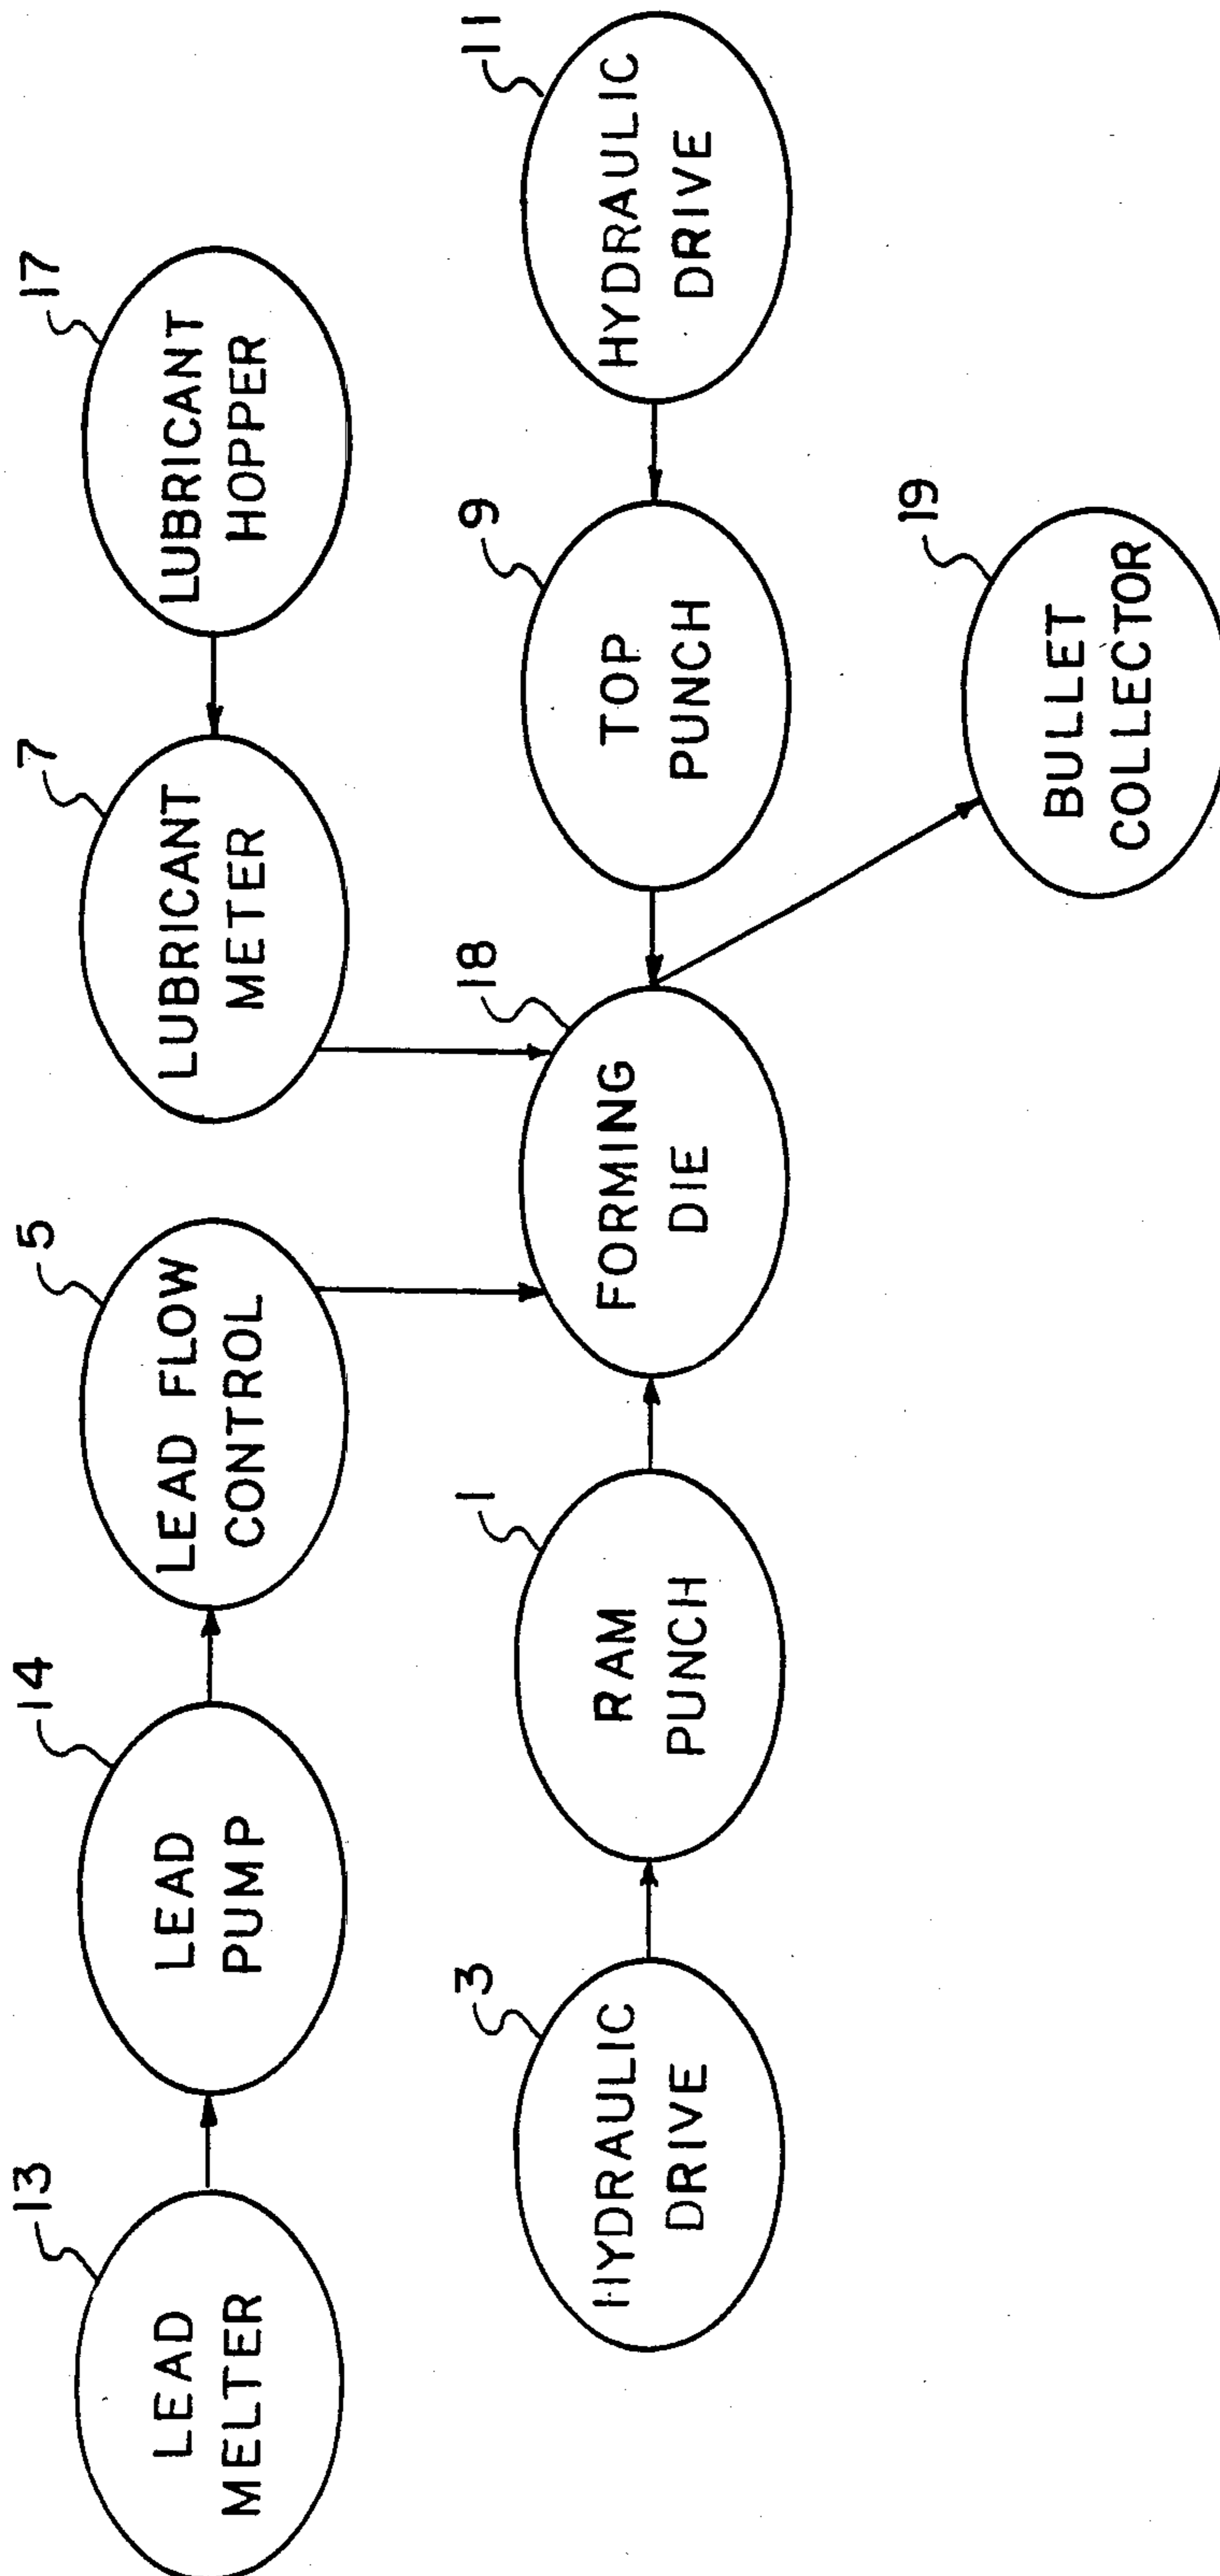 13
LEAD
MELTER
14
LEAD
PUMP
5
LEAD FLOW
CONTROL
7
LUBRICANT
METER
17
LUBRICANT
HOPPER
3
HYDRAULIC
DRIVE
1
RAM
PUNCH
18
FORMING
DIE
9
TOP
PUNCH
11
HYDRAULIC
DRIVE
19
BULLET
COLLECTOR